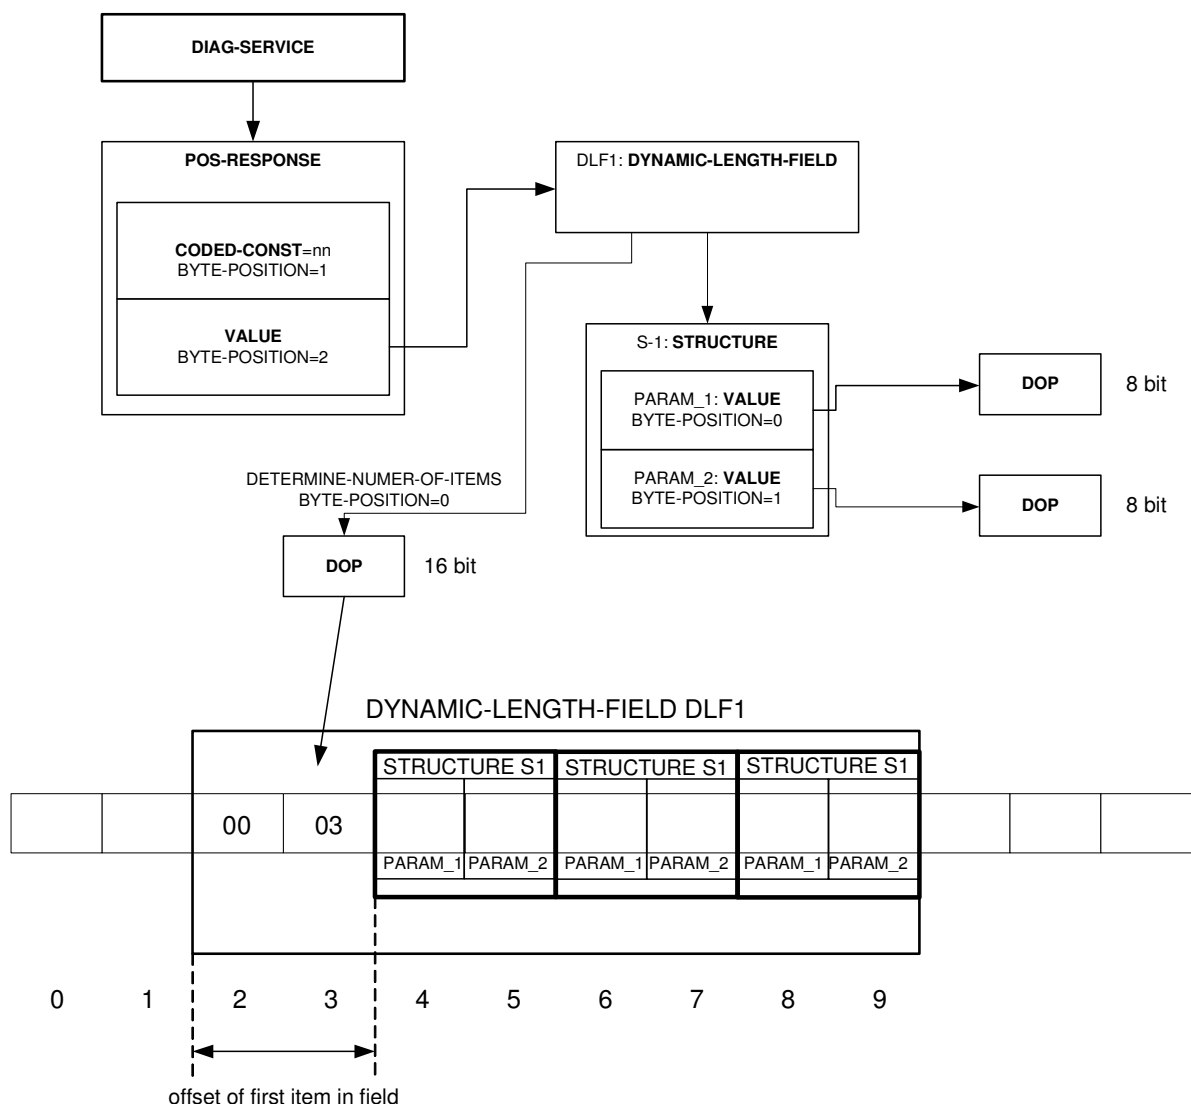 DIAG-SERVICE
POS-RESPONSE
CODED-CONST=nn
BYTE-POSITION=1
VALUE
BYTE-POSITION=2
DLF1: DYNAMIC-LENGTH-FIELD
S-1: STRUCTURE
PARAM_1: VALUE
BYTE-POSITION=0
PARAM_2: VALUE
BYTE-POSITION=1
DOP 8 bit
DOP 8 bit
DETERMINE-NUMER-OF-ITEMS
BYTE-POSITION=0
DOP 16 bit
DYNAMIC-LENGTH-FIELD DLF1
STRUCTURE S1 STRUCTURE S1 STRUCTURE S1
00 03
PARAM_1 PARAM_2 PARAM_1 PARAM_2 PARAM_1 PARAM_2
0 1 2 3 4 5 6 7 8 9
offset of first item in field